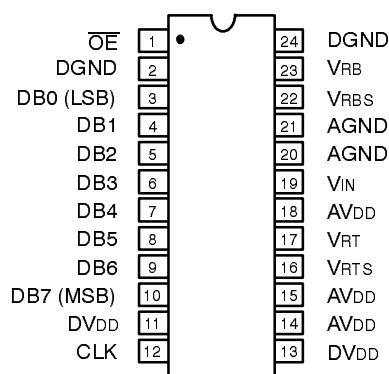 OE 1 24 DGND
DGND 2 23 VRB
DB0 (LSB) 3 22 VRBS
DB1 4 21 AGND
DB2 5 20 AGND
DB3 6 19 VIN
DB4 7 18 AVDD
DB5 8 17 VRT
DB6 9 16 VRTS
DB7 (MSB) 10 15 AVDD
DVDD 11 14 AVDD
CLK 12 13 DVDD